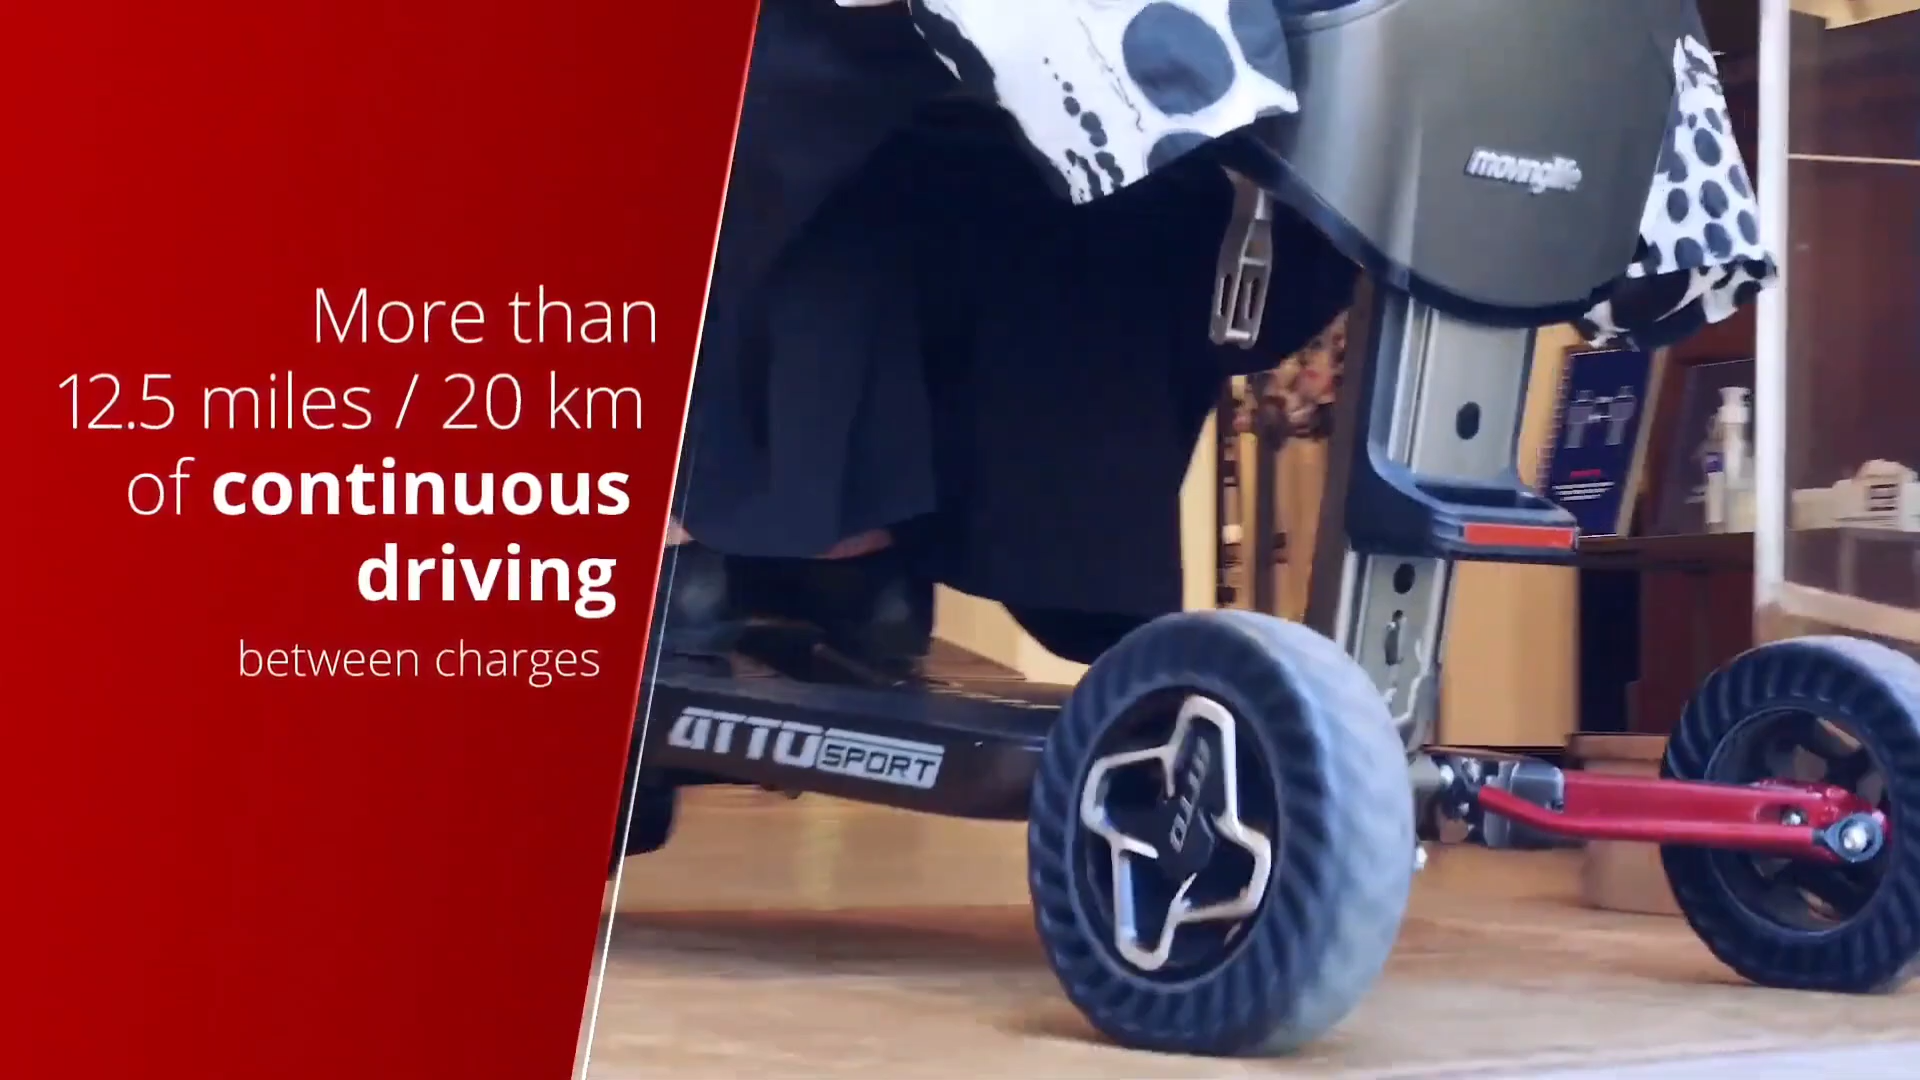 More than
12.5 miles / 20 km
of continuous
driving
between charges
movinglife
ATTO SPORT
ATTO